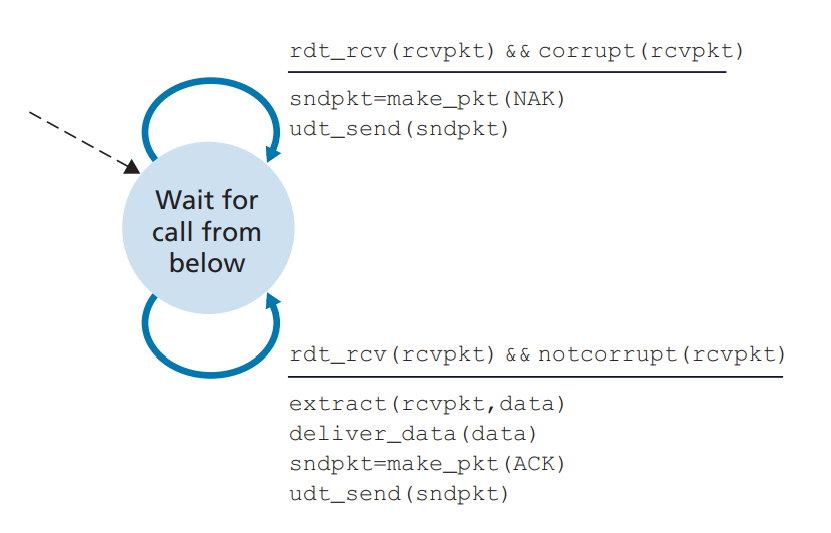 rdt_rcv(rcvpkt) && corrupt(rcvpkt)
sndpkt=make_pkt(NAK)
udt_send(sndpkt)
Wait for
call from
below
rdt_rcv(rcvpkt) && notcorrupt(rcvpkt)
extract(rcvpkt,data)
deliver_data(data)
sndpkt=make_pkt(ACK)
udt_send(sndpkt)